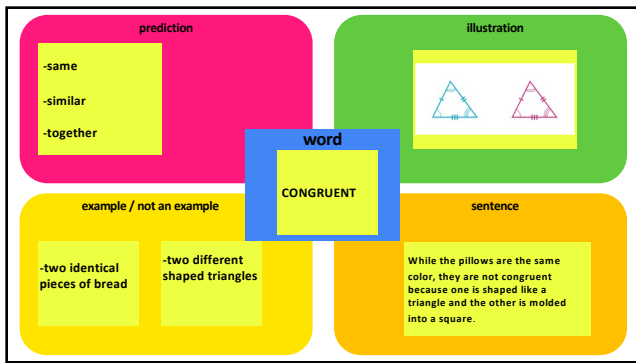 prediction
-same
-similar
-together
illustration
word
CONGRUENT
example / not an example
-two identical
pieces of bread
-two different
shaped triangles
sentence
While the pillows are the same
color, they are not congruent
because one is shaped like a
triangle and the other is molded
into a square.